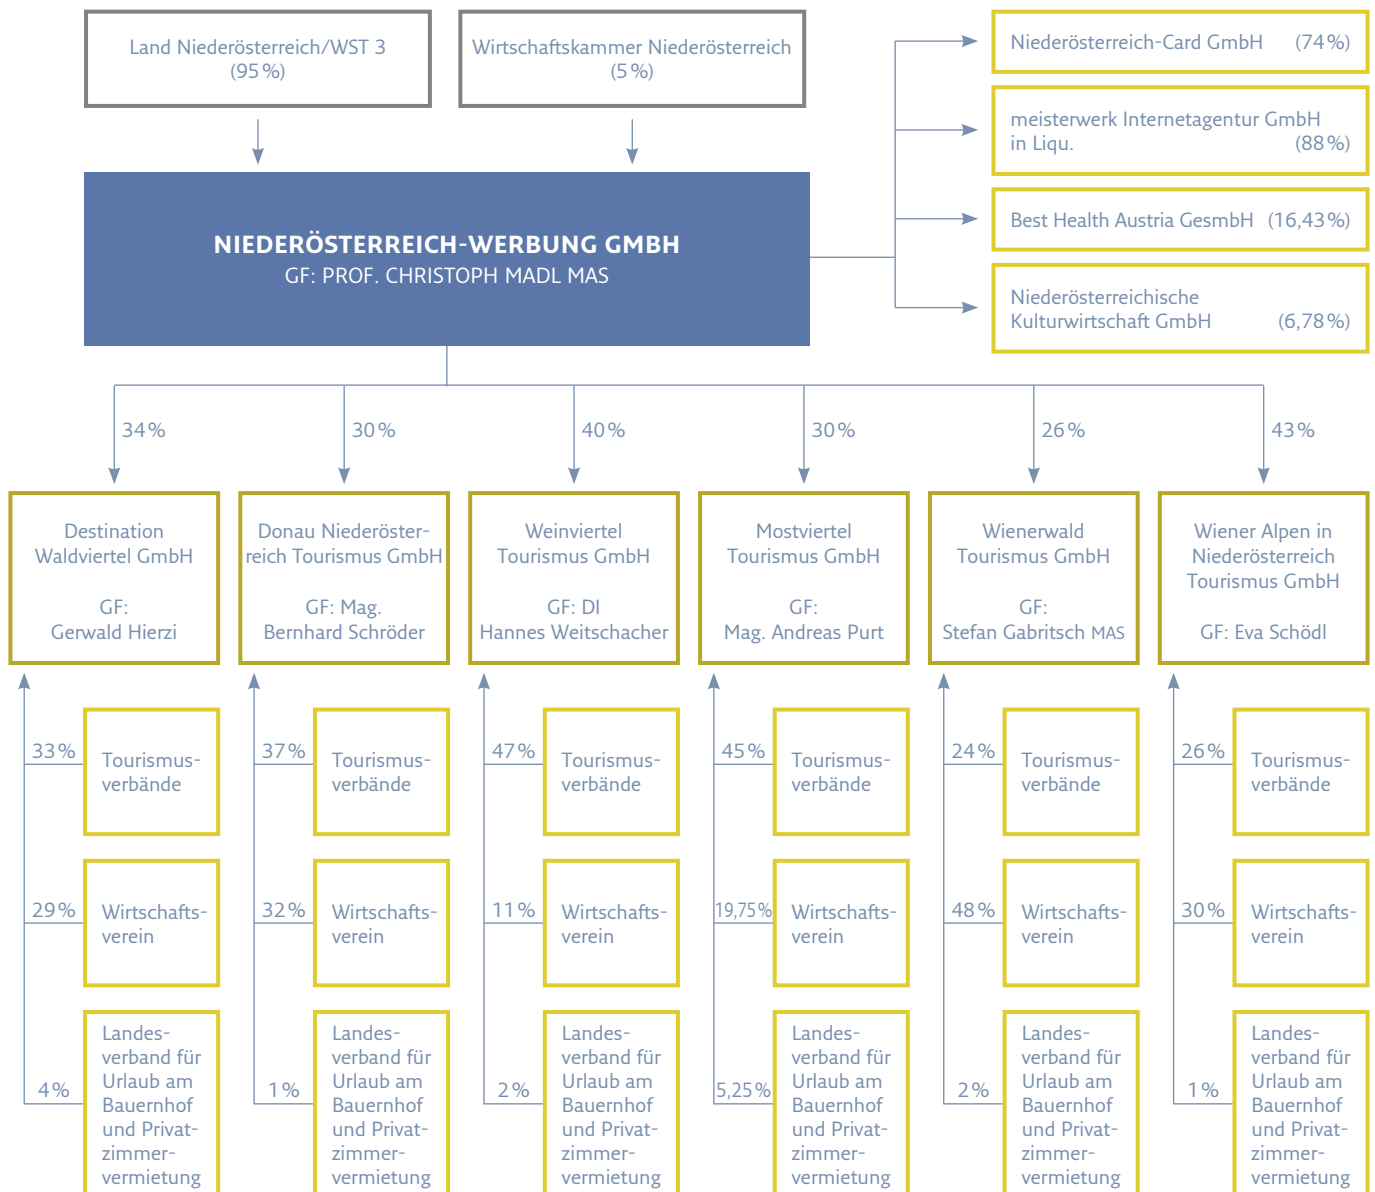 Land Niederösterreich/WST 3
(95 %)
Wirtschaftskammer Niederösterreich
(5 %)
Niederösterreich-Card GmbH (74 %)
meisterwerk Internetagentur GmbH
in Liqu. (88 %)
Best Health Austria GesmbH (16,43 %)
Niederösterreichische
Kulturwirtschaft GmbH (6,78 %)
NIEDERÖSTERREICH-WERBUNG GMBH
GF: PROF. CHRISTOPH MADL MAS
34 %
30 %
40 %
30 %
26 %
43 %
Destination
Waldviertel GmbH
GF:
Gerwald Hierzi
Donau Niederöster-
reich Tourismus GmbH
GF: Mag.
Bernhard Schröder
Weinviertel
Tourismus GmbH
GF: DI
Hannes Weitschacher
Mostviertel
Tourismus GmbH
GF:
Mag. Andreas Purt
Wienerwald
Tourismus GmbH
GF:
Stefan Gabritsch MAS
Wiener Alpen in
Niederösterreich
Tourismus GmbH
GF: Eva Schödl
33 %
Tourismus-
verbände
37 %
Tourismus-
verbände
47 %
Tourismus-
verbände
45 %
Tourismus-
verbände
24 %
Tourismus-
verbände
26 %
Tourismus-
verbände
29 %
Wirtschafts-
verein
32 %
Wirtschafts-
verein
11 %
Wirtschafts-
verein
19,75 %
Wirtschafts-
verein
48 %
Wirtschafts-
verein
30 %
Wirtschafts-
verein
4 %
Landes-
verband für
Urlaub am
Bauernhof
und Privat-
zimmer-
vermietung
1 %
Landes-
verband für
Urlaub am
Bauernhof
und Privat-
zimmer-
vermietung
2 %
Landes-
verband für
Urlaub am
Bauernhof
und Privat-
zimmer-
vermietung
5,25 %
Landes-
verband für
Urlaub am
Bauernhof
und Privat-
zimmer-
vermietung
2 %
Landes-
verband für
Urlaub am
Bauernhof
und Privat-
zimmer-
vermietung
1 %
Landes-
verband für
Urlaub am
Bauernhof
und Privat-
zimmer-
vermietung